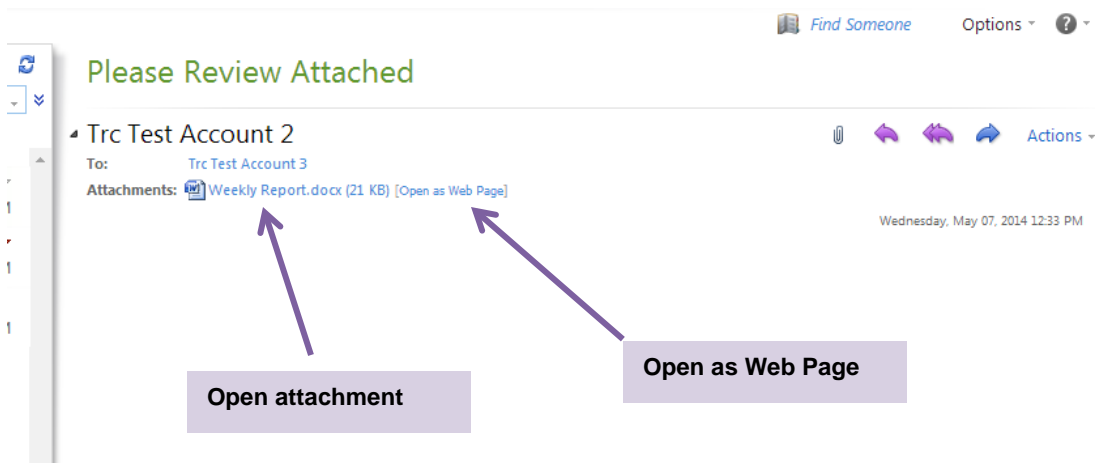 Find Someone Options
Please Review Attached
Trc Test Account 2
Actions
To: Trc Test Account 3
Attachments: Weekly Report.docx (21 KB) [Open as Web Page]
Wednesday, May 07, 2014 12:33 PM
Open as Web Page
Open attachment